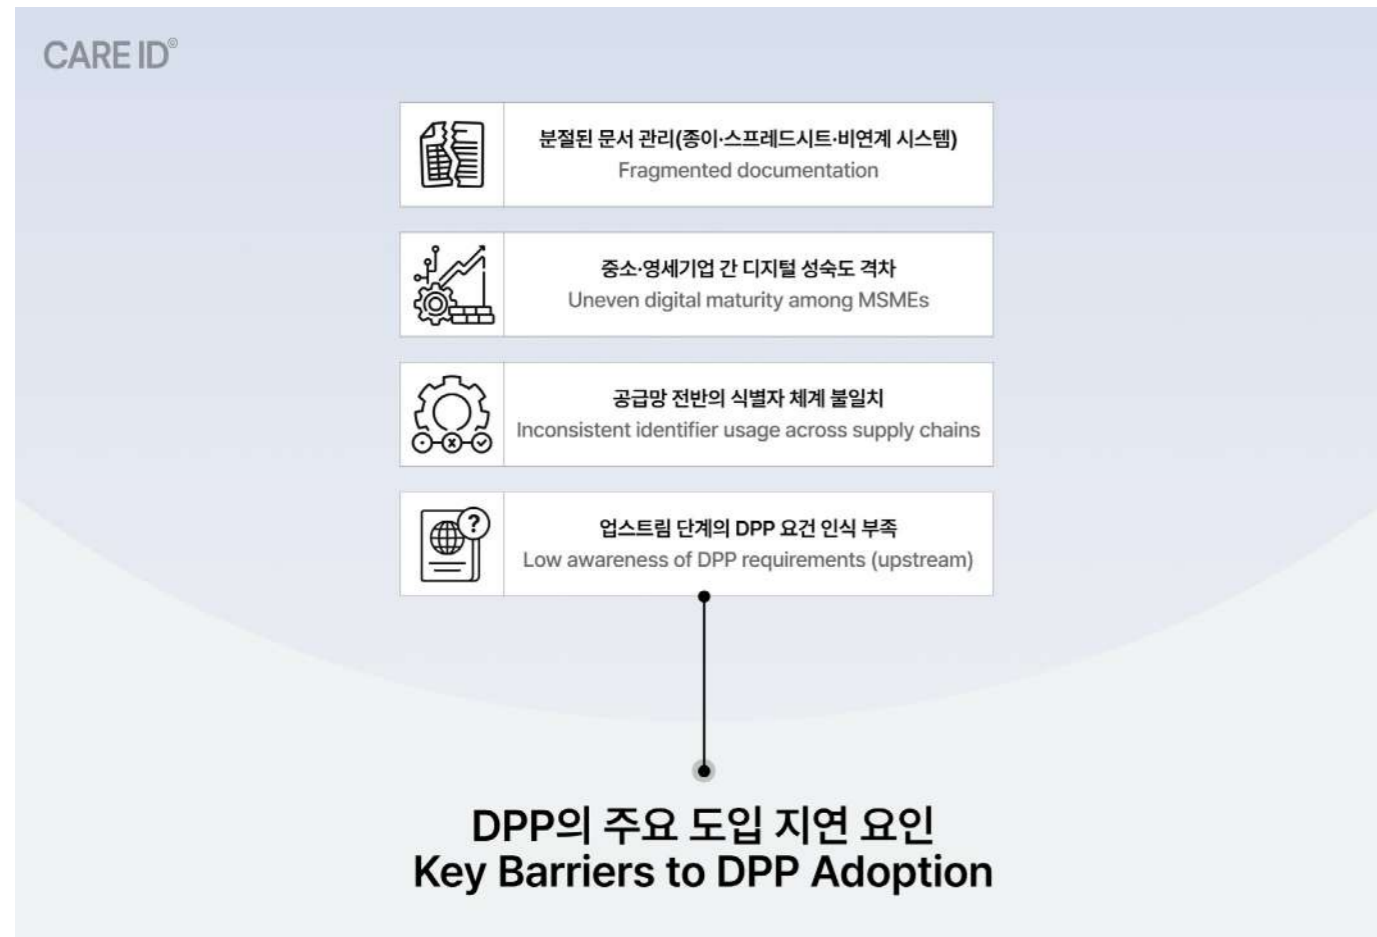 CARE ID©
분절된 문서 관리(종이·스프레드시트·비연계 시스템)
Fragmented documentation
중소·영세기업 간 디지털 성숙도 격차
Uneven digital maturity among MSMEs
공급망 전반의 식별자 체계 불일치
Inconsistent identifier usage across supply chains
업스트림 단계의 DPP 요건 인식 부족
Low awareness of DPP requirements (upstream)
DPP의 주요 도입 지연 요인
Key Barriers to DPP Adoption